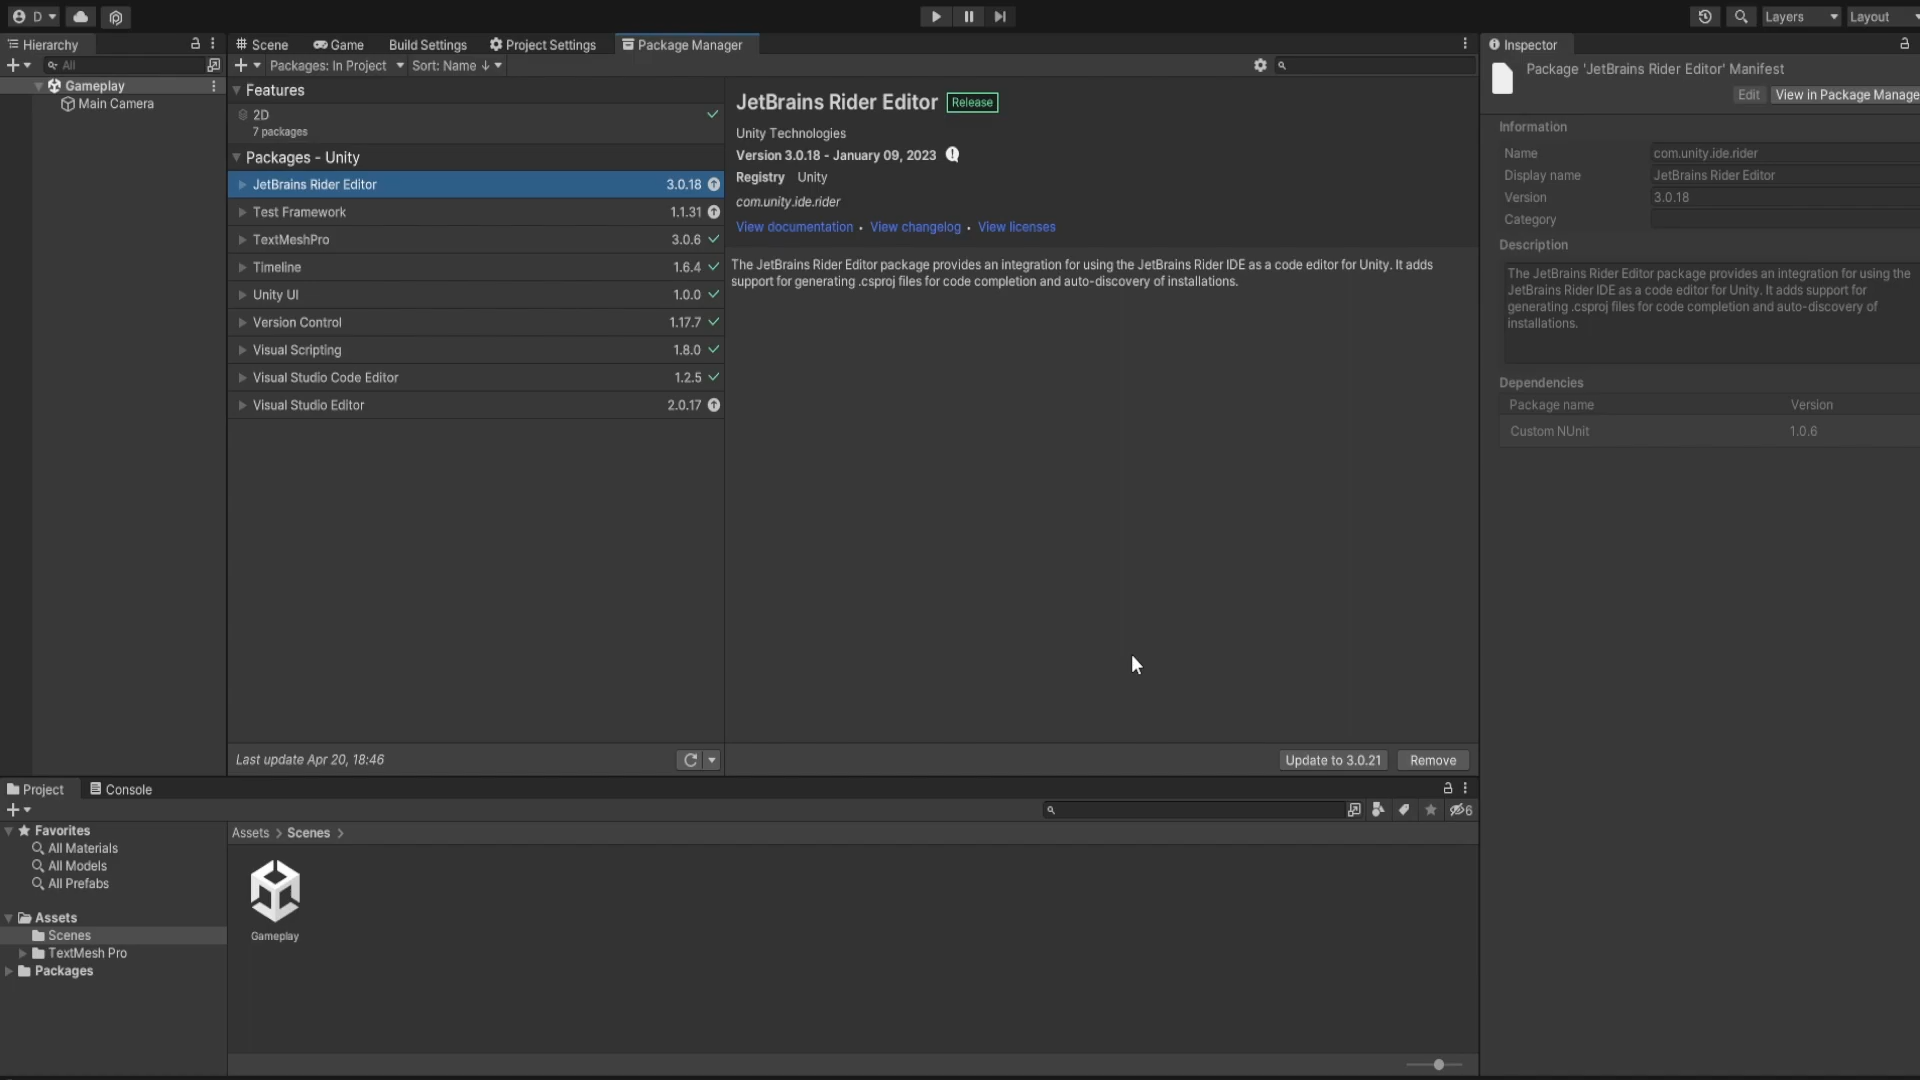 D
Layers
Layout
Hierarchy
All
Gameplay
Main Camera
Scene
Game
Build Settings
Project Settings
Package Manager
Packages: In Project
Sort: Name ↓
Features
2D
7 packages
Packages - Unity
JetBrains Rider Editor 3.0.18
Test Framework 1.1.31
TextMeshPro 3.0.6
Timeline 1.6.4
Unity UI 1.0.0
Version Control 1.17.7
Visual Scripting 1.8.0
Visual Studio Code Editor 1.2.5
Visual Studio Editor 2.0.17
Last update Apr 20, 18:46
JetBrains Rider Editor Release
Unity Technologies
Version 3.0.18 - January 09, 2023
Registry Unity
com.unity.ide.rider
View documentation • View changelog • View licenses
The JetBrains Rider Editor package provides an integration for using the JetBrains Rider IDE as a code editor for Unity. It adds
support for generating .csproj files for code completion and auto-discovery of installations.
Update to 3.0.21
Remove
Inspector
Package 'JetBrains Rider Editor' Manifest
Edit
View in Package Manage
Information
Name com.unity.ide.rider
Display name JetBrains Rider Editor
Version 3.0.18
Category
Description
The JetBrains Rider Editor package provides an integration for using the
JetBrains Rider IDE as a code editor for Unity. It adds support for
generating .csproj files for code completion and auto-discovery of
installations.
Dependencies
Package name Version
Custom NUnit 1.0.6
Project
Console
6
Favorites
All Materials
All Models
All Prefabs
Assets
Scenes
TextMesh Pro
Packages
Assets > Scenes >
Gameplay